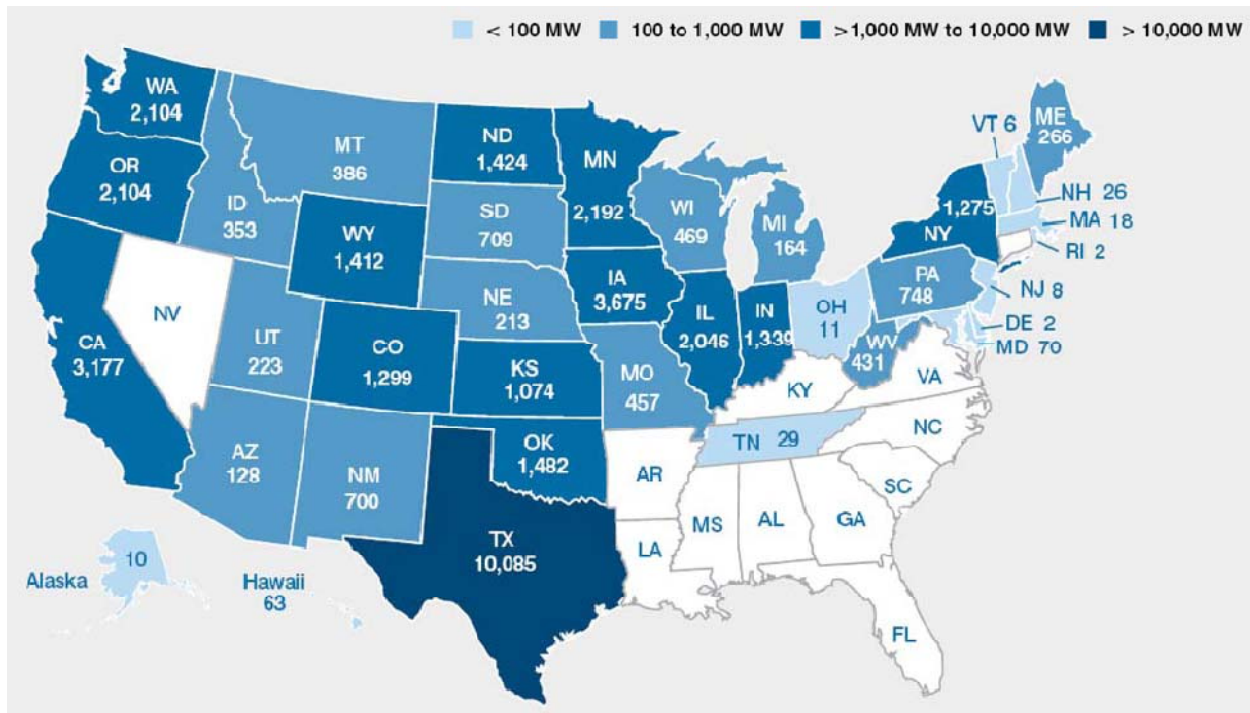 < 100 MW 100 to 1,000 MW >1,000 MW to 10,000 MW > 10,000 MW
WA
2,104
OR
2,104
CA
3,177
NV
ID
353
MT
386
WY
1,412
UT
223
CO
1,299
AZ
128
NM
700
ND
1,424
SD
709
NE
213
KS
1,074
OK
1,482
TX
10,085
MN
2,192
IA
3,675
MO
457
AR
LA
WI
469
IL
2,046
MI
164
IN
1,339
OH
11
KY
TN 29
MS
AL
GA
FL
SC
NC
VA
WV
431
PA
748
1,275
NY
VT 6
ME
266
NH 26
MA 18
RI 2
NJ 8
DE 2
MD 70
10
Alaska
Hawaii
63